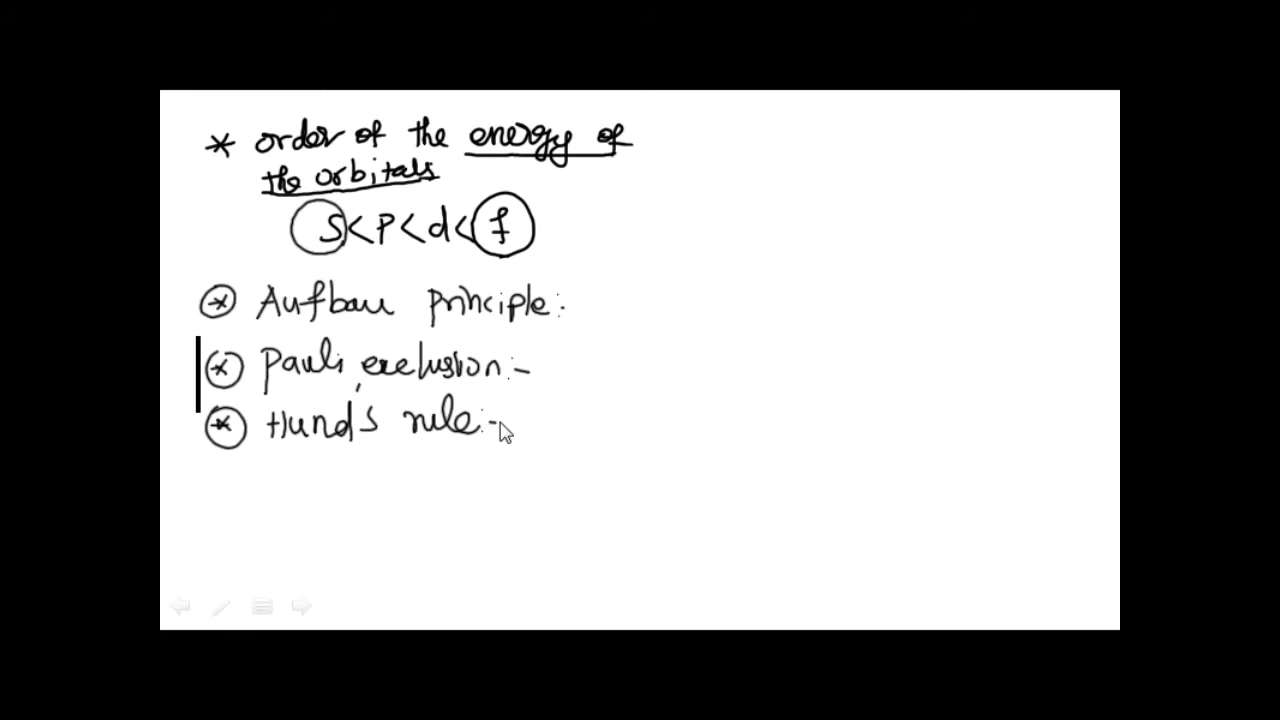 * order of the energy of
the orbitals
S<P<d<f
* Aufbau principle:-
* Pauli exclusion:-
* Hund's rule:-